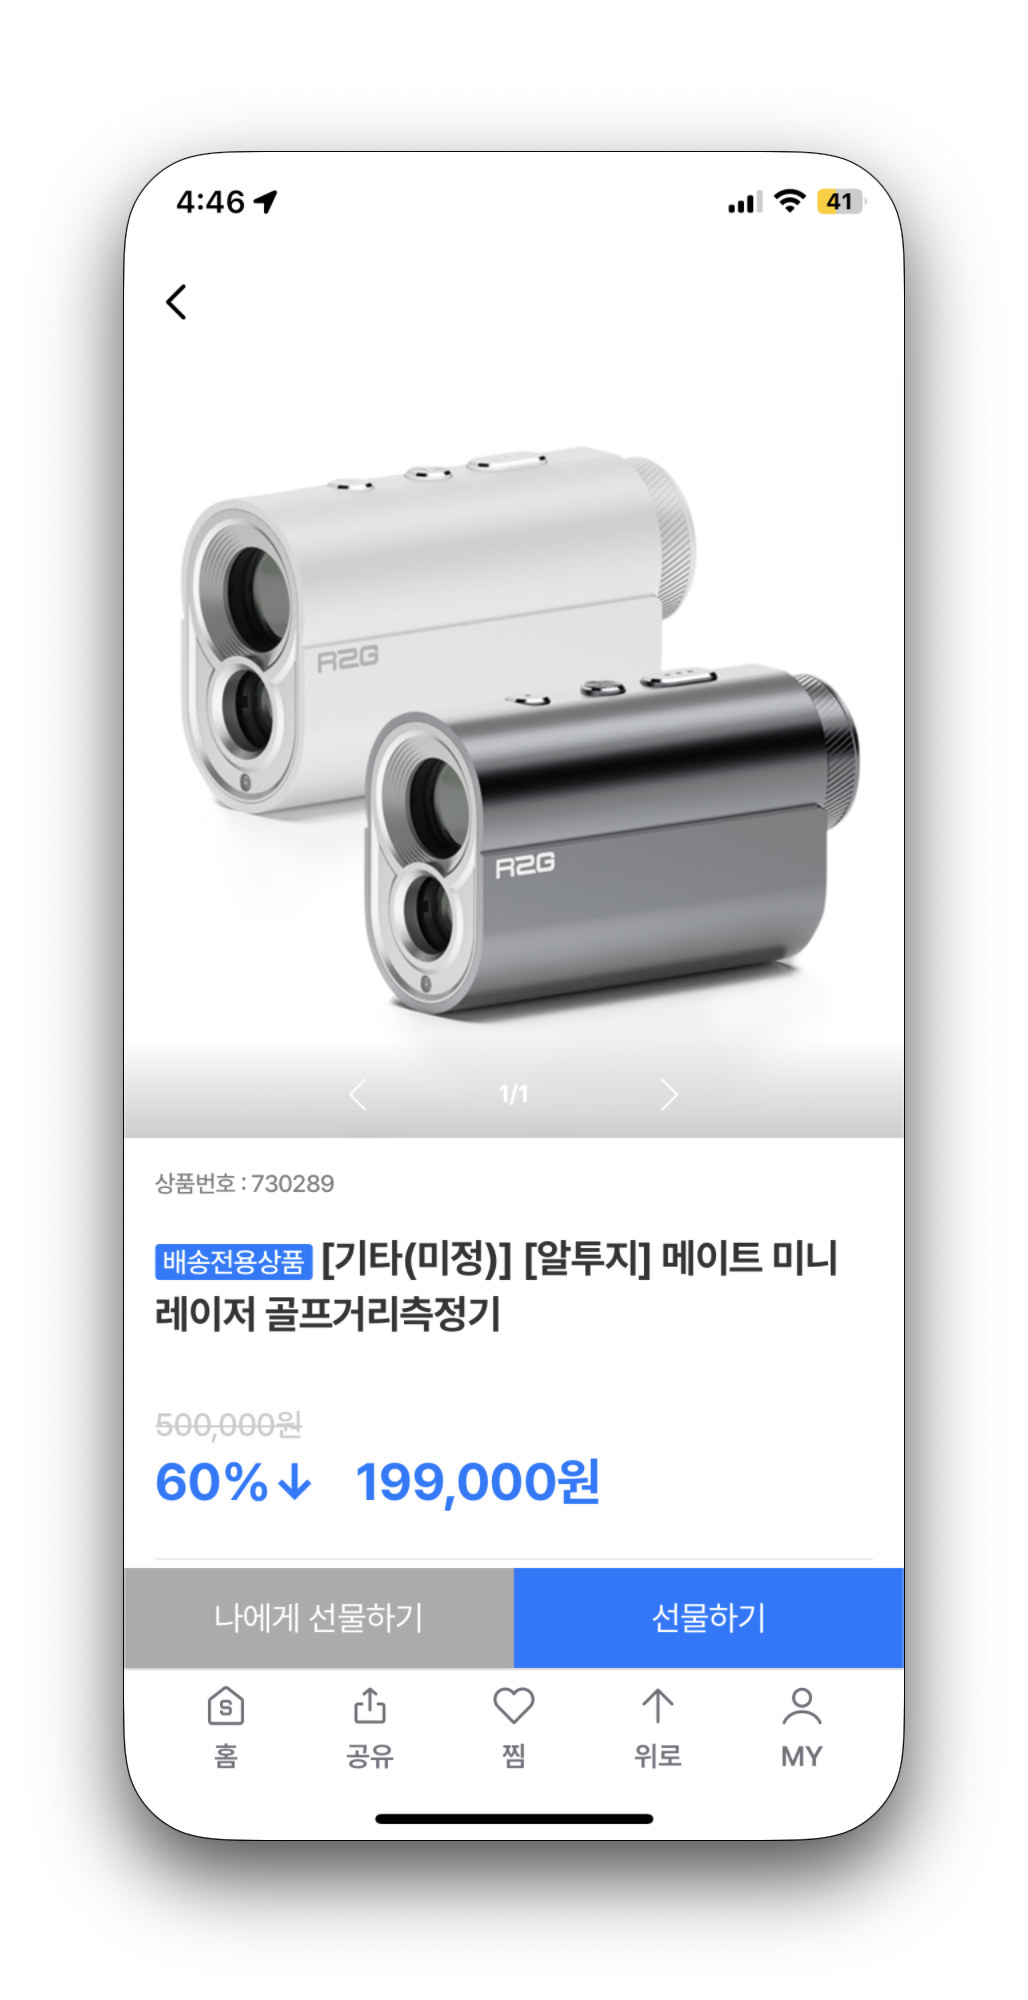 4:46
41
R2G
R2G
1/1
상품번호 : 730289
배송전용상품 [기타(미정)] [알투지] 메이트 미니
레이저 골프거리측정기
500,000원
60%↓ 199,000원
나에게 선물하기
선물하기
S
홈
공유
찜
위로
MY